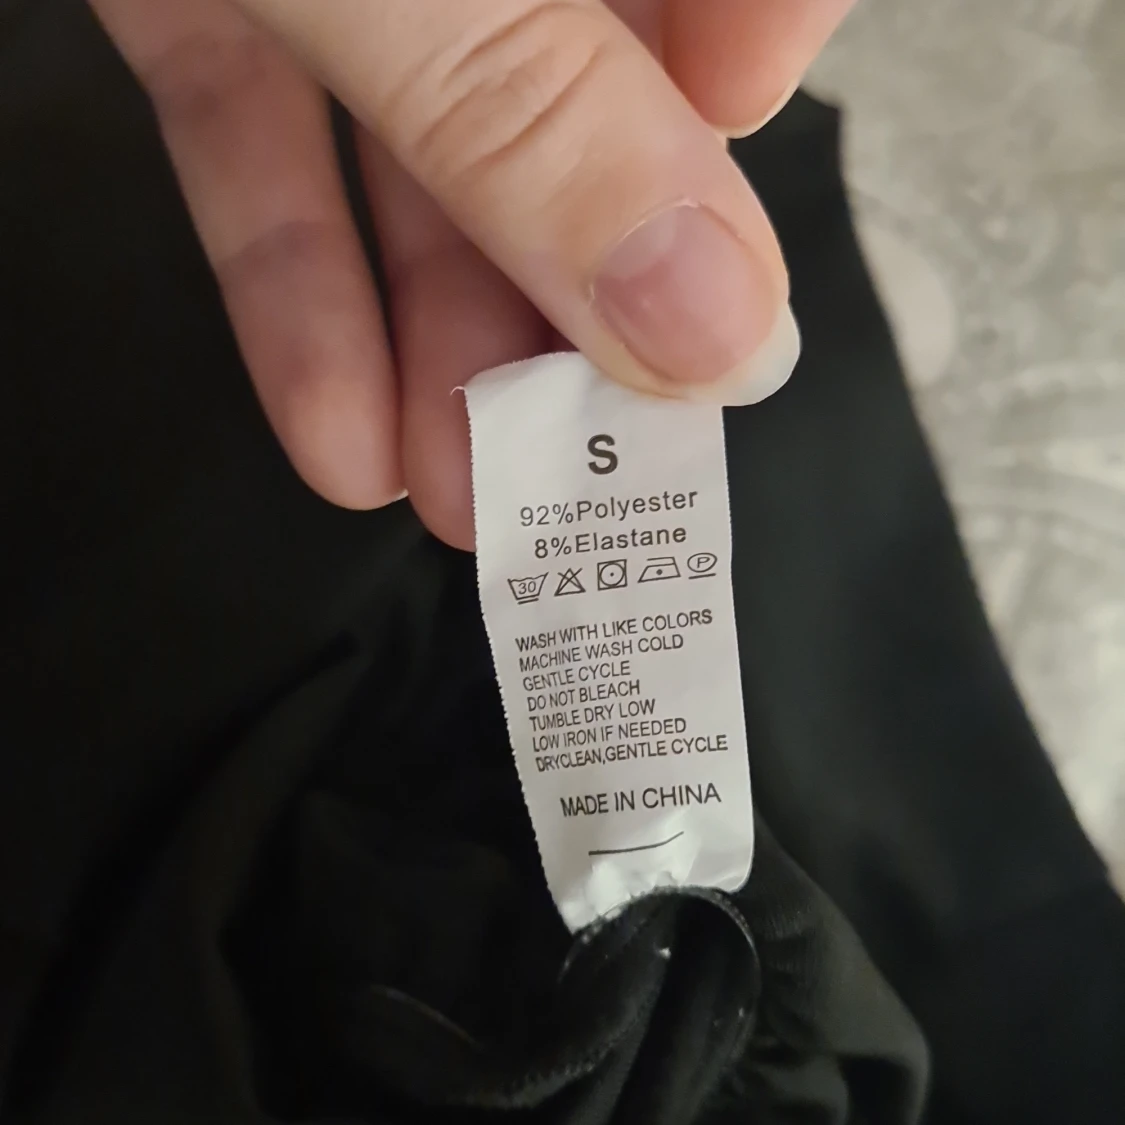 S
92%Polyester
8%Elastane
30 P
WASH WITH LIKE COLORS
MACHINE WASH COLD
GENTLE CYCLE
DO NOT BLEACH
TUMBLE DRY LOW
LOW IRON IF NEEDED
DRYCLEAN,GENTLE CYCLE
MADE IN CHINA